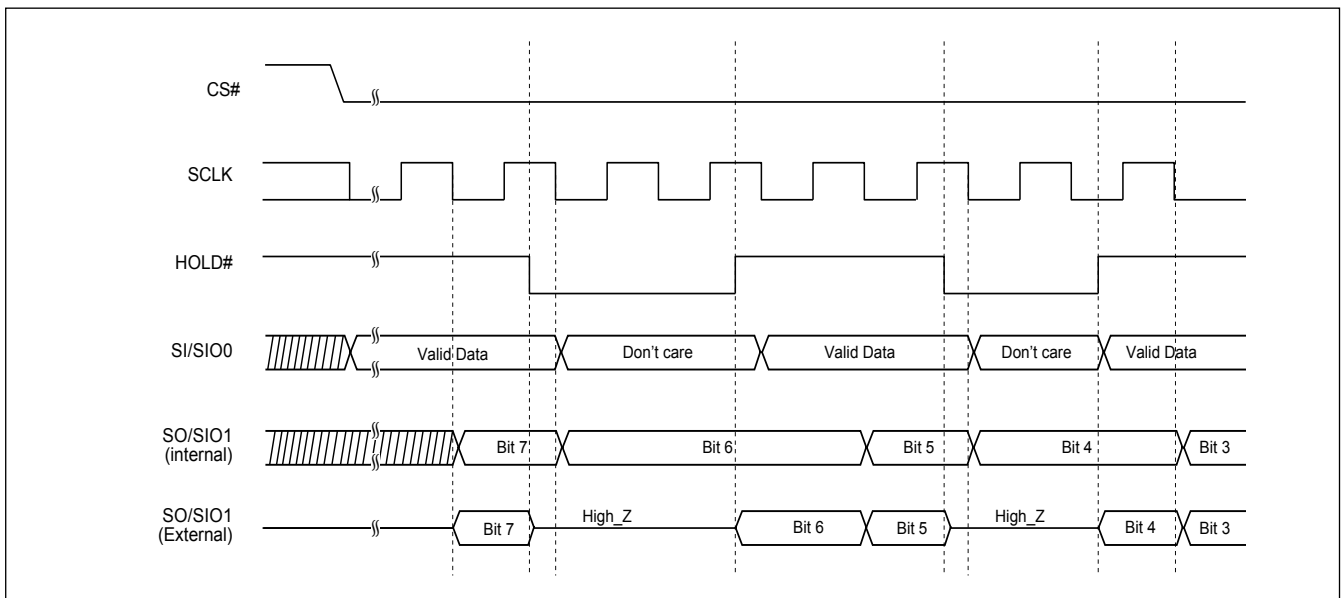 CS#
SCLK
HOLD#
SI/SIO0
Valid Data
Don't care
Valid Data
Don't care
Valid Data
SO/SIO1
(internal)
Bit 7
Bit 6
Bit 5
Bit 4
Bit 3
SO/SIO1
(External)
Bit 7
High_Z
Bit 6
Bit 5
High_Z
Bit 4
Bit 3